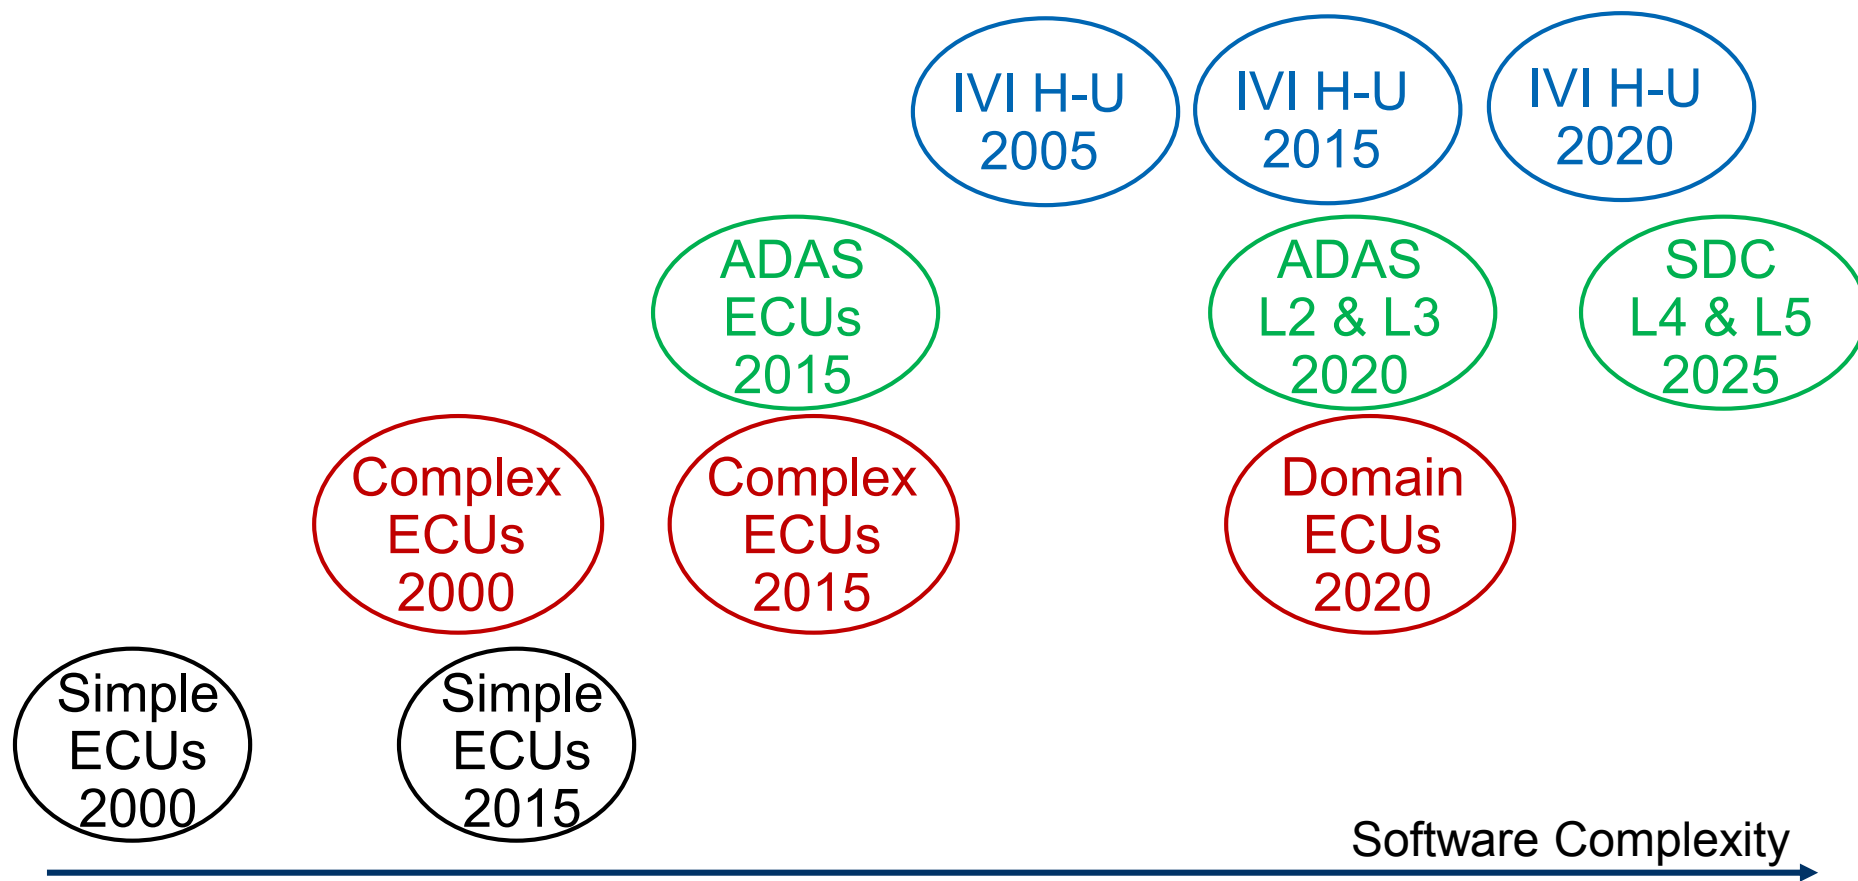 IVI H-U
2005
IVI H-U
2015
IVI H-U
2020
ADAS
ECUs
2015
ADAS
L2 & L3
2020
SDC
L4 & L5
2025
Complex
ECUs
2000
Complex
ECUs
2015
Domain
ECUs
2020
Simple
ECUs
2000
Simple
ECUs
2015
Software Complexity